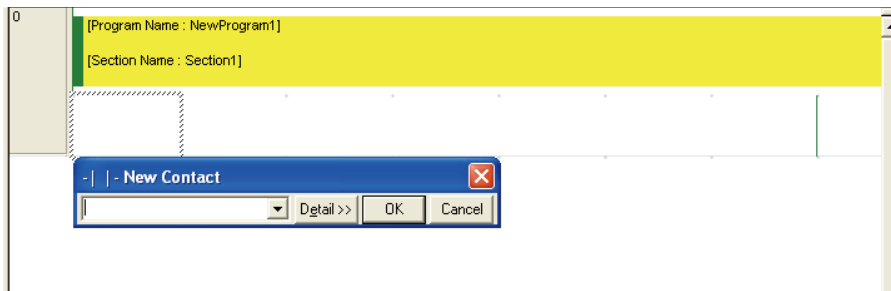 0
[Program Name : NewProgram1]
[Section Name : Section1]
-| |- New Contact
Detail >> OK Cancel